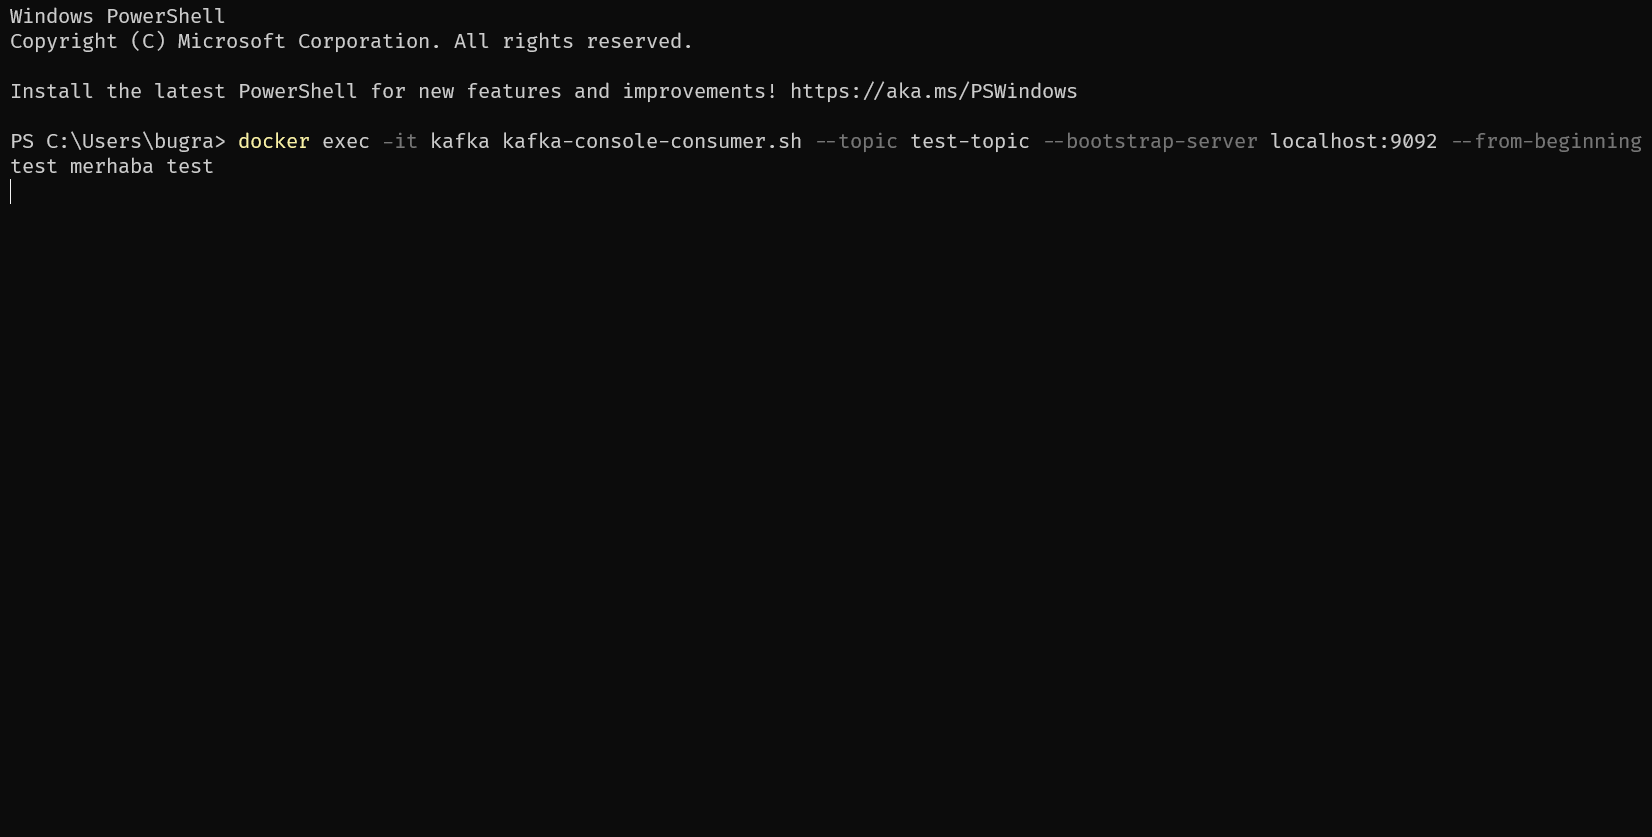 Windows PowerShell
Copyright (C) Microsoft Corporation. All rights reserved.
Install the latest PowerShell for new features and improvements! https://aka.ms/PSWindows
PS C:\Users\bugra> docker exec -it kafka kafka-console-consumer.sh --topic test-topic --bootstrap-server localhost:9092 --from-beginning
test merhaba test